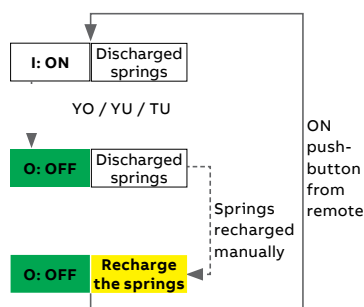 I: ON
Discharged
springs
YO / YU / TU
O: OFF
Discharged
springs
ON
push-
button
from
remote
Springs
recharged
manually
O: OFF
Recharge
the springs